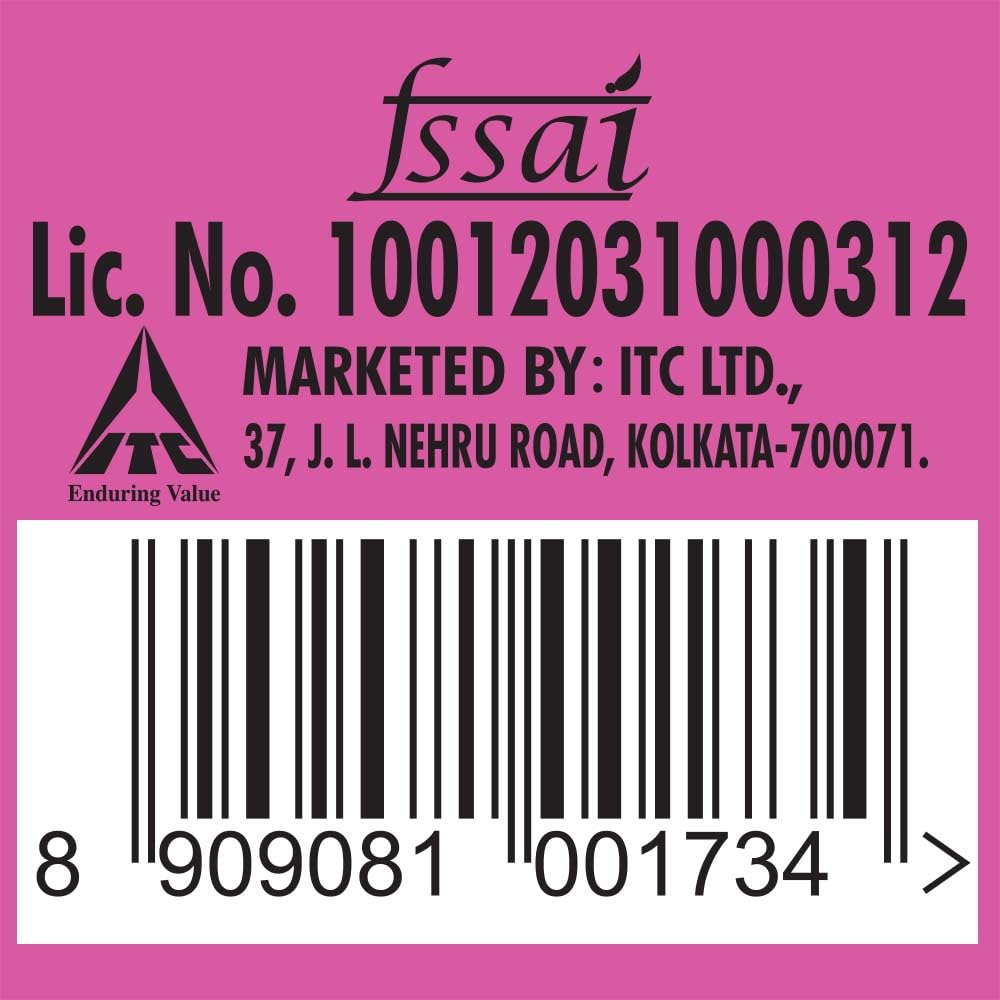 fssai
Lic. No. 10012031000312
MARKETED BY: ITC LTD.,
37, J. L. NEHRU ROAD, KOLKATA-700071.
ITC
Enduring Value
8 909081 001734 >